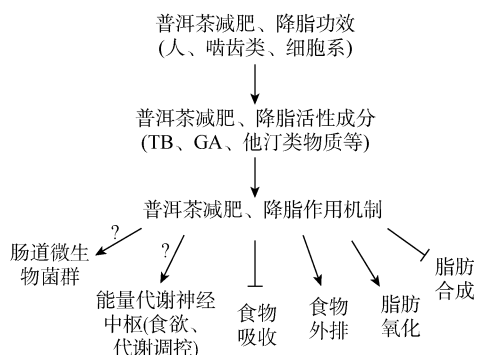 普洱茶减肥、降脂功效
(人、啮齿类、细胞系)
普洱茶减肥、降脂活性成分
(TB、GA、他汀类物质等)
普洱茶减肥、降脂作用机制
?
?
肠道微生
物菌群
能量代谢神经
中枢(食欲、
代谢调控)
食物
吸收
食物
外排
脂肪
氧化
脂肪
合成